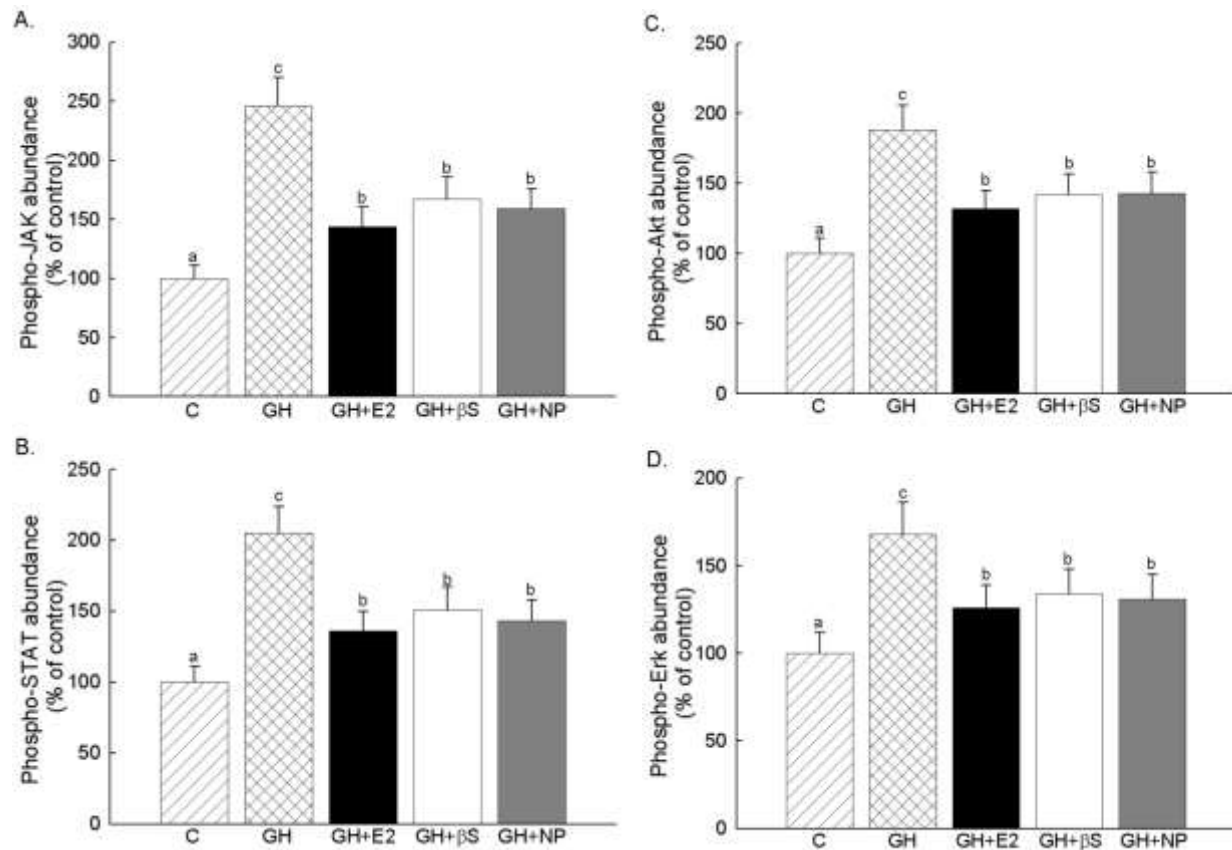 A.
Phospho-JAK abundance
(% of control)
300
250
200
150
100
50
0
a
c
b
b
b
C GH GH+E2 GH+βS GH+NP
B.
Phospho-STAT abundance
(% of control)
250
200
150
100
50
0
a
c
b
b
b
C GH GH+E2 GH+βS GH+NP
C.
Phospho-Akt abundance
(% of control)
250
200
150
100
50
0
a
c
b
b
b
C GH GH+E2 GH+βS GH+NP
D.
Phospho-Erk abundance
(% of control)
200
150
100
50
0
a
c
b
b
b
C GH GH+E2 GH+βS GH+NP